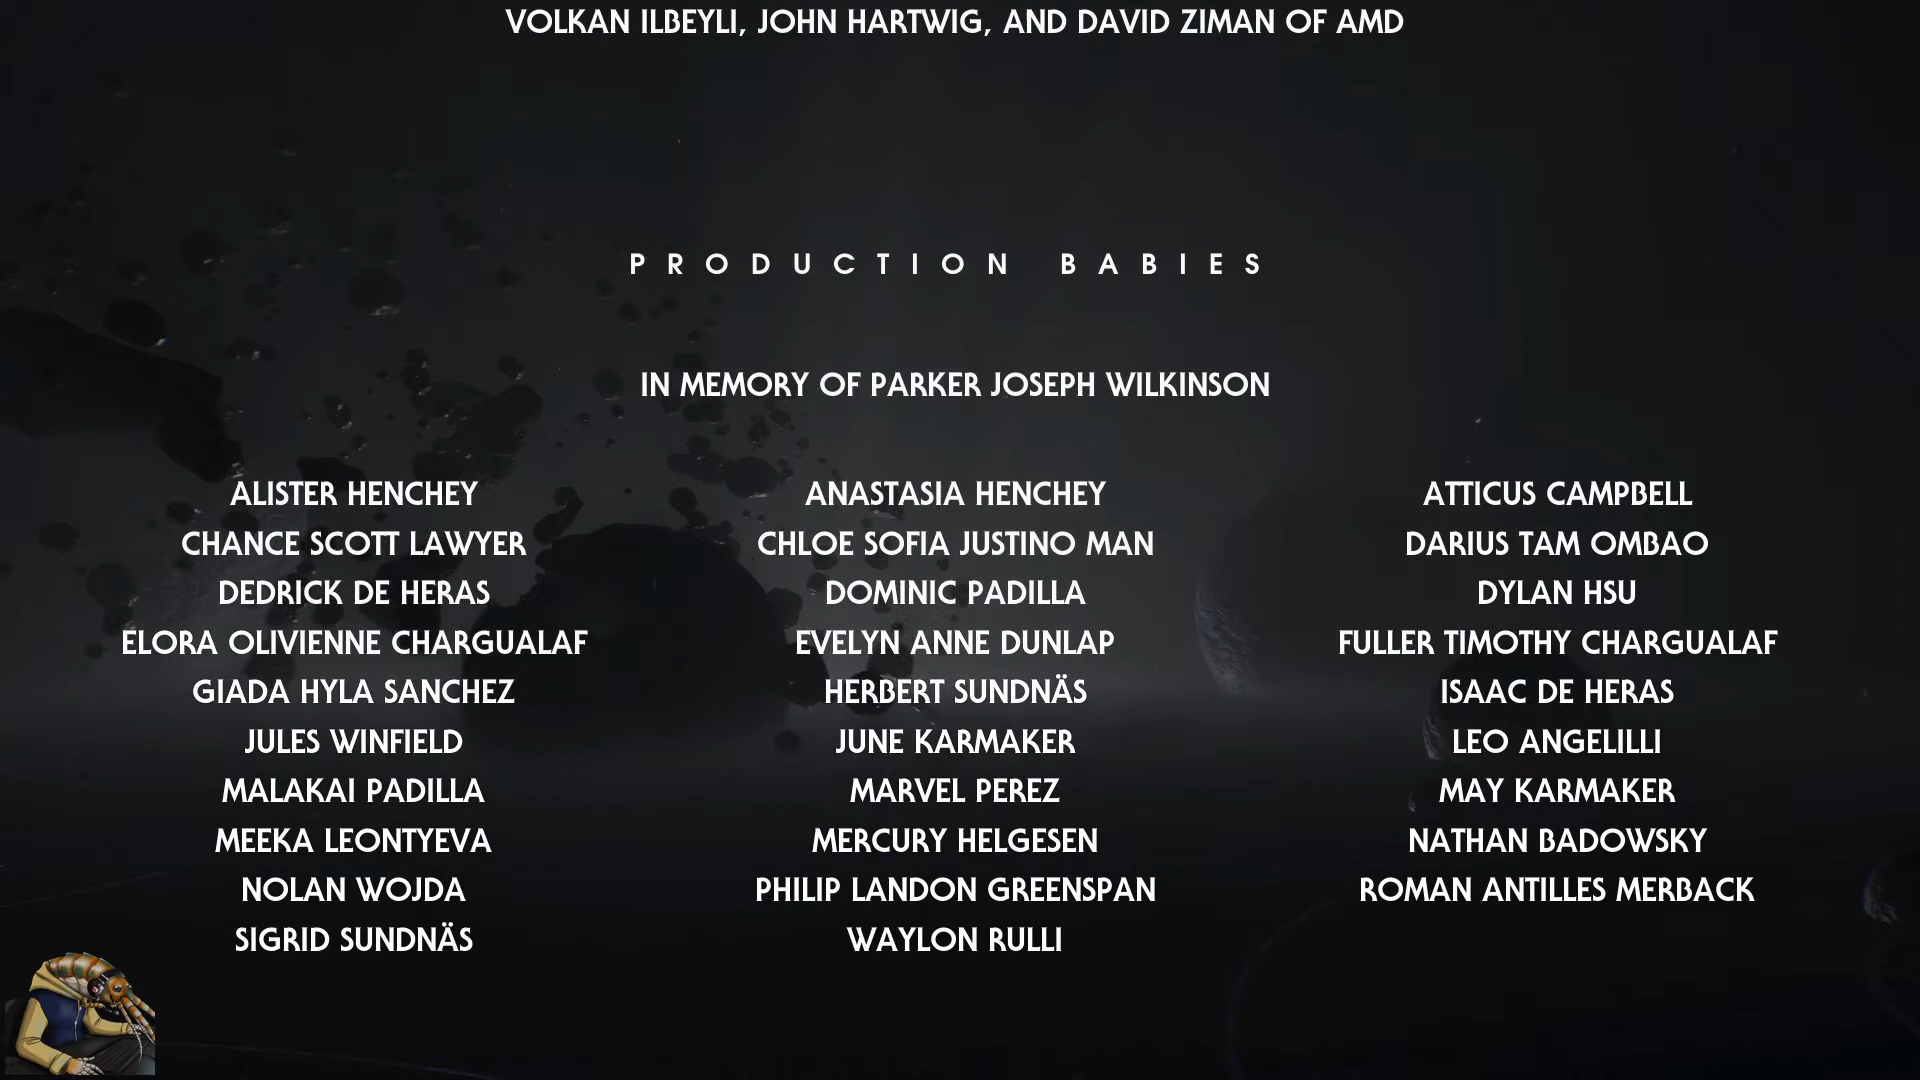 VOLKAN ILBEYLI, JOHN HARTWIG, AND DAVID ZIMAN OF AMD
PRODUCTION BABIES
IN MEMORY OF PARKER JOSEPH WILKINSON
ALISTER HENCHEY ANASTASIA HENCHEY ATTICUS CAMPBELL
CHANCE SCOTT LAWYER CHLOE SOFIA JUSTINO MAN DARIUS TAM OMBAO
DEDRICK DE HERAS DOMINIC PADILLA DYLAN HSU
ELORA OLIVIENNE CHARGUALAF EVELYN ANNE DUNLAP FULLER TIMOTHY CHARGUALAF
GIADA HYLA SANCHEZ HERBERT SUNDNÄS ISAAC DE HERAS
JULES WINFIELD JUNE KARMAKER LEO ANGELILLI
MALAKAI PADILLA MARVEL PEREZ MAY KARMAKER
MEEKA LEONTYEVA MERCURY HELGESEN NATHAN BADOWSKY
NOLAN WOJDA PHILIP LANDON GREENSPAN ROMAN ANTILLES MERBACK
SIGRID SUNDNÄS WAYLON RULLI